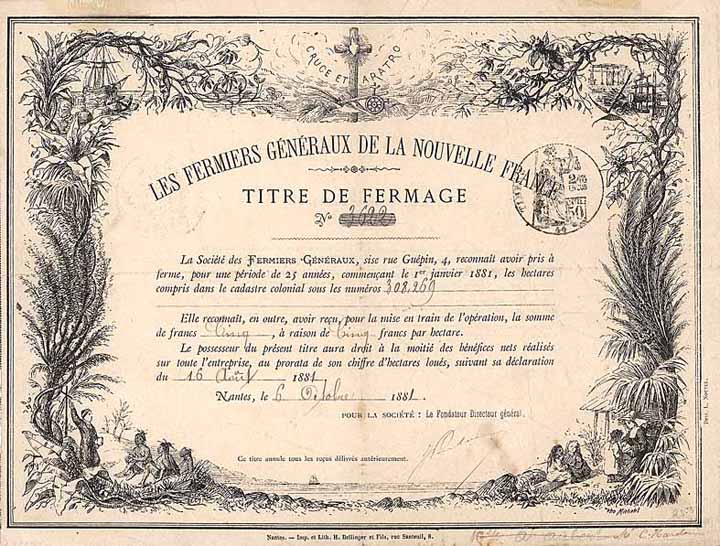 CRUCE ET ARATRO
LES FERMIERS GÉNÉRAUX DE LA NOUVELLE FRANCE
TITRE DE FERMAGE
No 3622
La Société des FERMIERS-GÉNÉRAUX, sise rue Guépin, 4, reconnaît avoir pris à
ferme, pour une période de 25 années, commençant le 1er janvier 1881, les hectares
compris dans le cadastre colonial sous les numéros 308,269
Elle reconnaît, en outre, avoir reçu, pour la mise en train de l'opération, la somme
de francs Cinq, à raison de Cinq francs par hectare.
Le possesseur du présent titre aura droit à la moitié des bénéfices nets réalisés
sur toute l'entreprise, au prorata de son chiffre d'hectares loués, suivant sa déclaration
du 16 Août 1881
Nantes, le 6 Octobre 1881.
POUR LA SOCIÉTÉ : Le Fondateur Directeur général,
Ce titre annule tous les reçus délivrés antérieurement.
Nantes. — Imp. et Lith. H. Bellinger et Fils, rue Santeuil, 8.